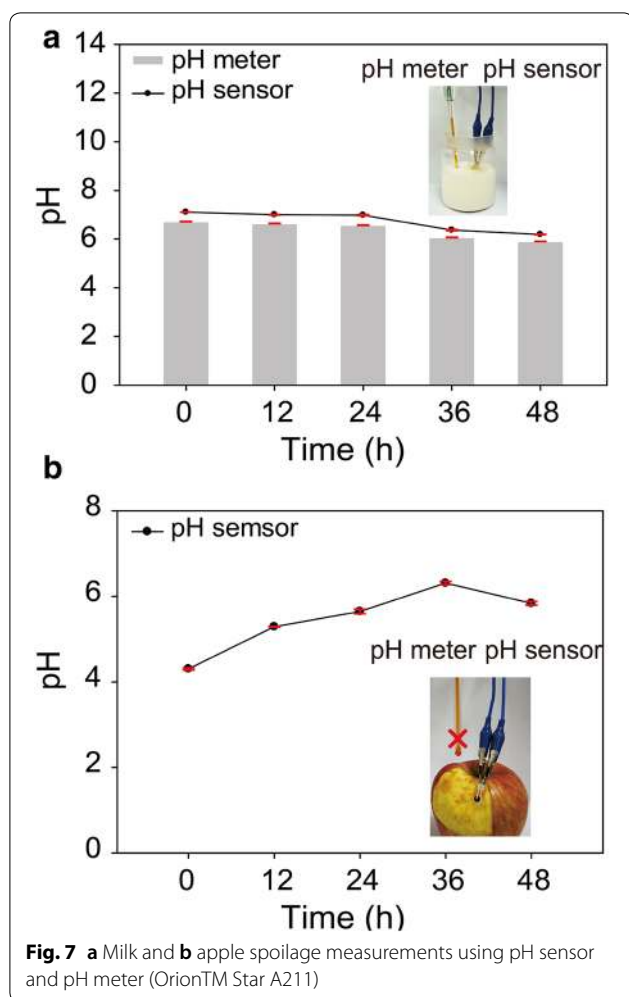 a
14
12
10
8
6
4
2
0
pH
pH meter
pH sensor
pH meter pH sensor
0 12 24 36 48
Time (h)
b
8
6
4
2
0
pH
pH semsor
pH meter pH sensor
0 12 24 36 48
Time (h)
Fig. 7 a Milk and b apple spoilage measurements using pH sensor
and pH meter (OrionTM Star A211)